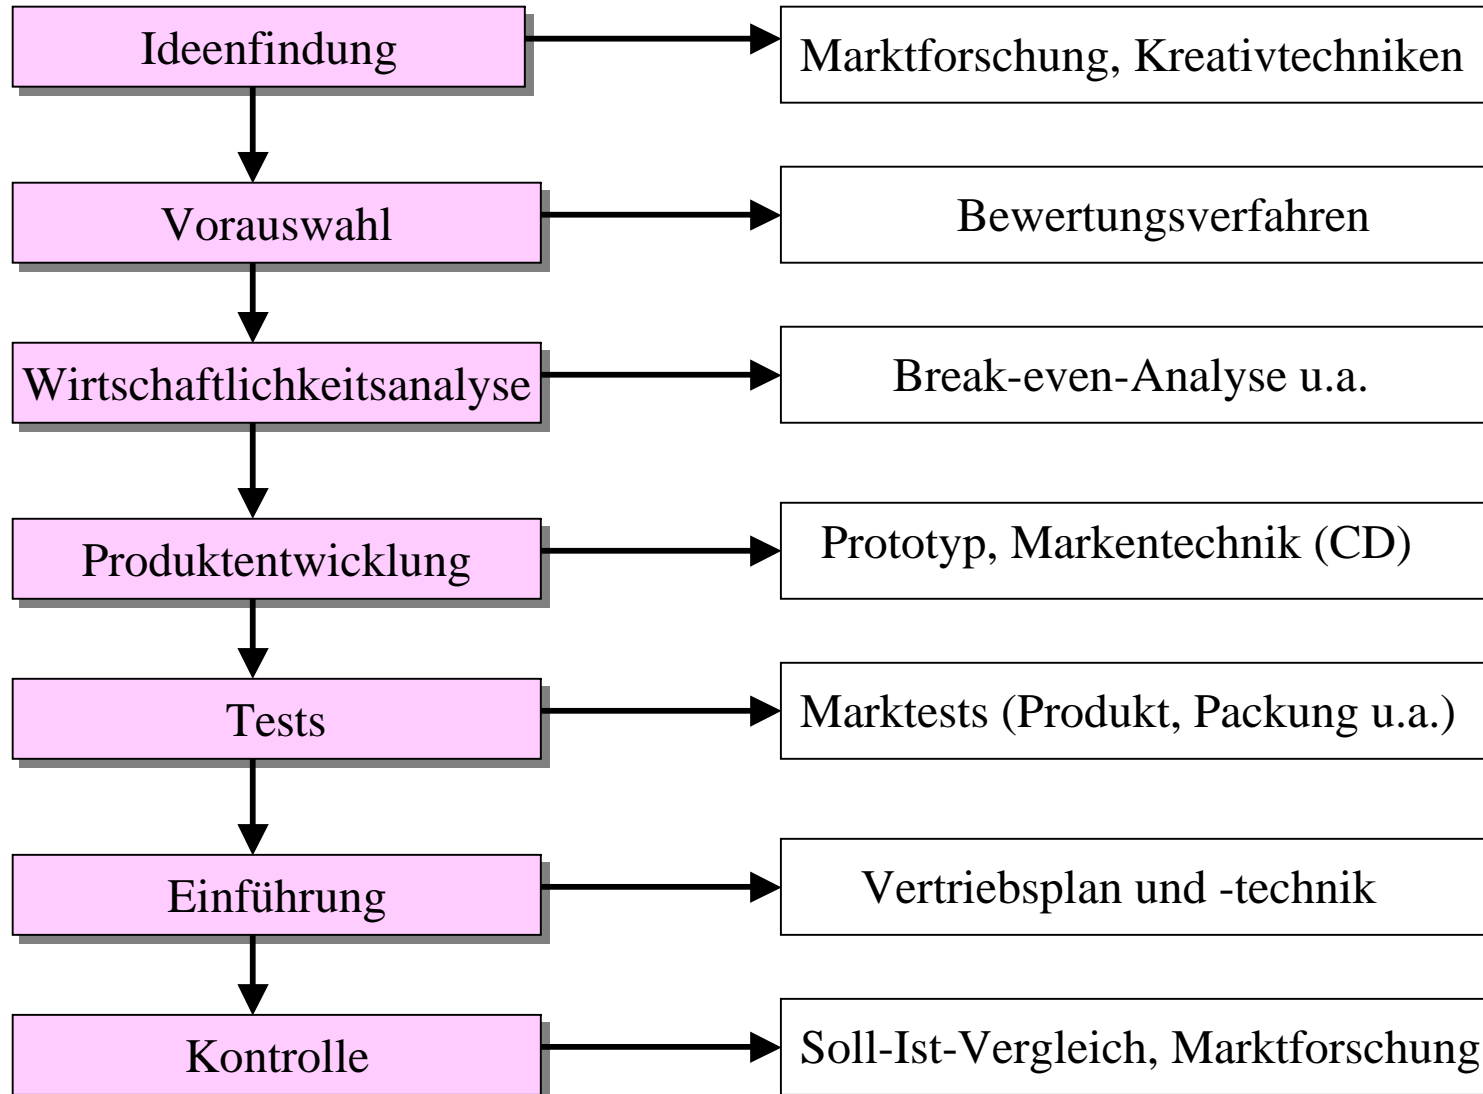 Ideenfindung
Marktforschung, Kreativtechniken
Vorauswahl
Bewertungsverfahren
Wirtschaftlichkeitsanalyse
Break-even-Analyse u.a.
Produktentwicklung
Prototyp, Markentechnik (CD)
Tests
Marktests (Produkt, Packung u.a.)
Einführung
Vertriebsplan und -technik
Kontrolle
Soll-Ist-Vergleich, Marktforschung